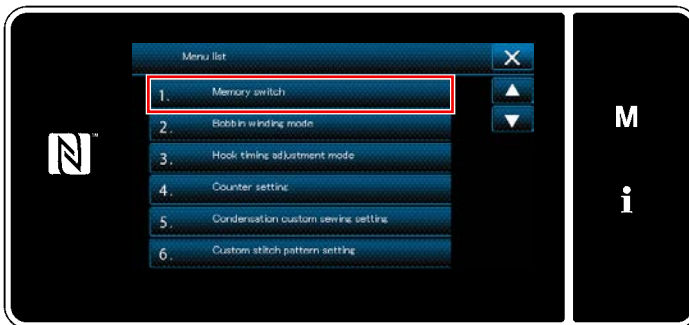 Menu list
1. Memory switch
2. Bobbin winding mode
3. Hook timing adjustment mode
4. Counter setting
5. Condensation custom sewing setting
6. Custom stitch pattern setting
M
i